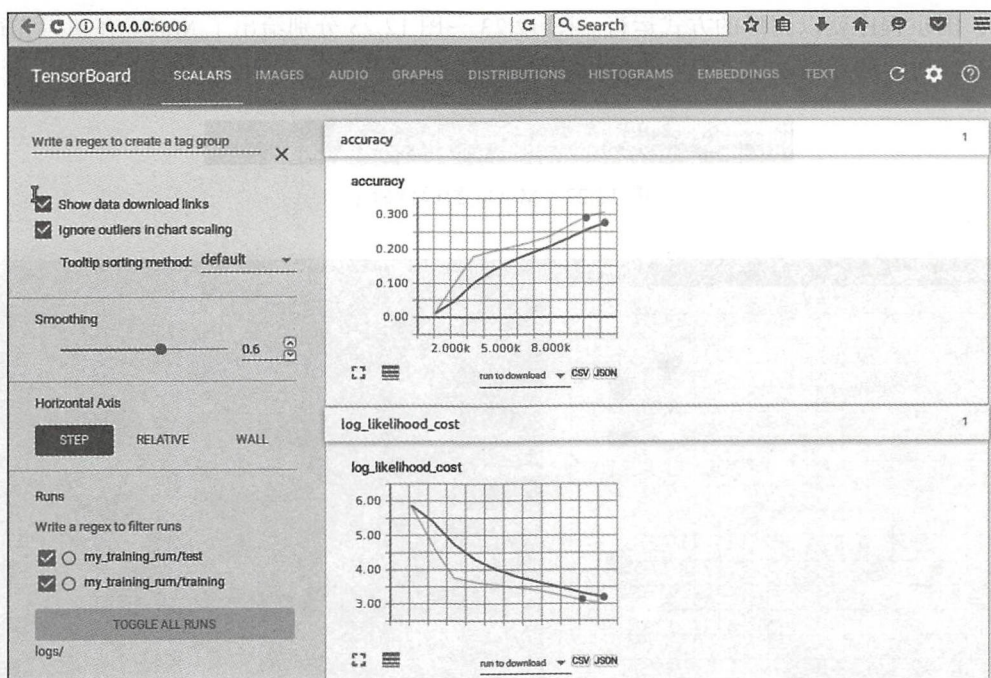 0.0.0.0:6006
Search
TensorBoard SCALARS IMAGES AUDIO GRAPHS DISTRIBUTIONS HISTOGRAMS EMBEDDINGS TEXT
Write a regex to create a tag group
Show data download links
Ignore outliers in chart scaling
Tooltip sorting method: default
Smoothing
0.6
Horizontal Axis
STEP RELATIVE WALL
Runs
Write a regex to filter runs
my_training_rum/test
my_training_rum/training
TOGGLE ALL RUNS
logs/
accuracy 1
accuracy
0.300
0.200
0.100
0.00
2.000k 5.000k 8.000k
run to download CSV JSON
log_likelihood_cost 1
log_likelihood_cost
6.00
5.00
4.00
3.00
run to download CSV JSON